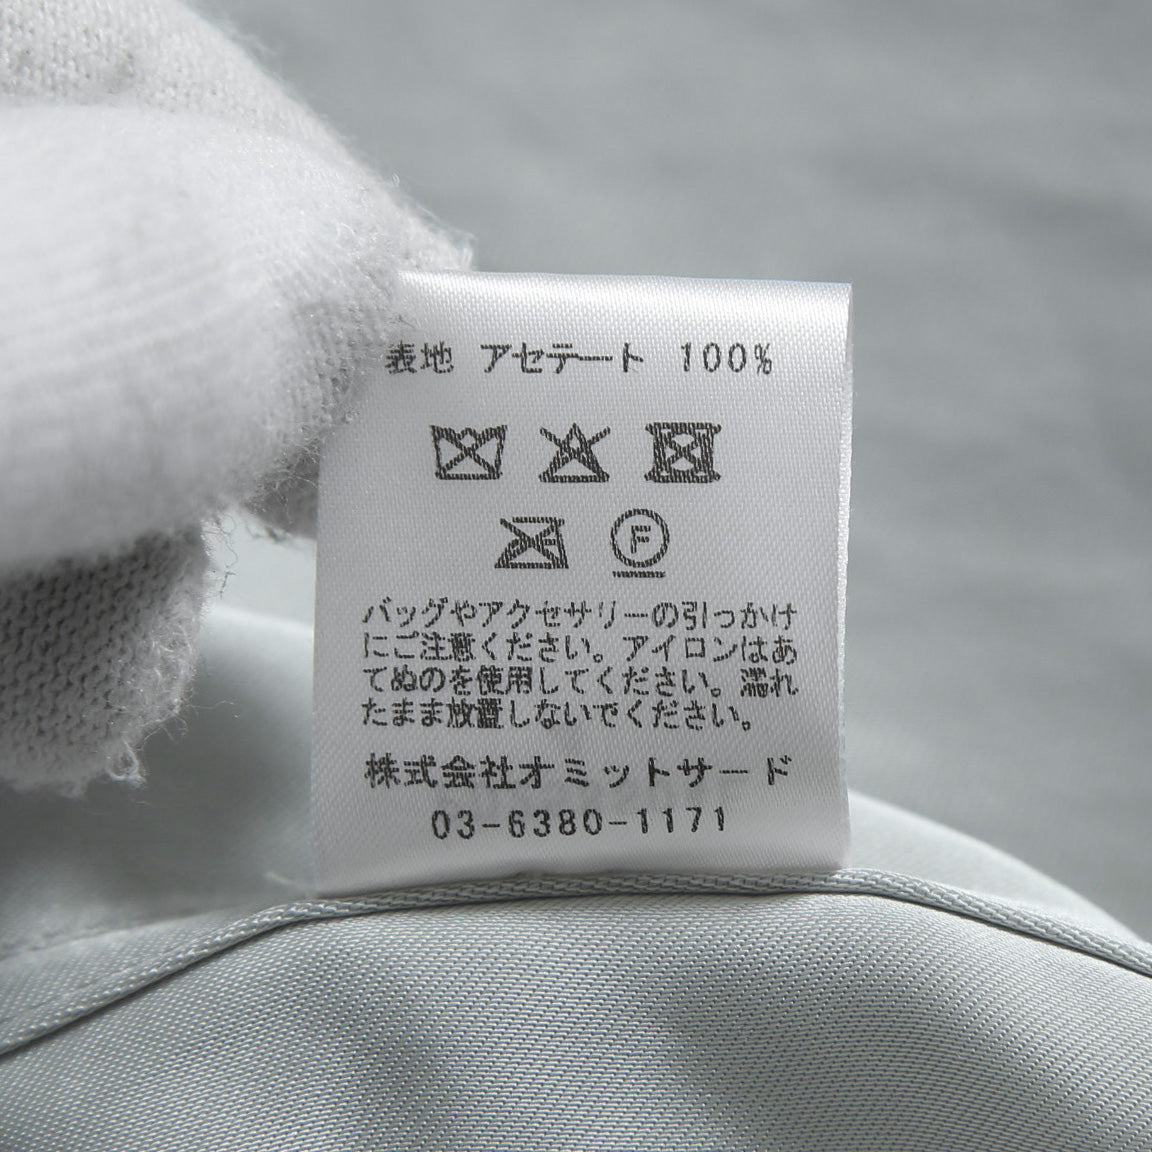 表地 アセテート 100%
F
バッグやアクセサリーの引っかけ
にご注意ください。アイロンはあ
てぬのを使用してください。濡れ
たまま放置しないでください。
株式会社オミットサード
03-6380-1171